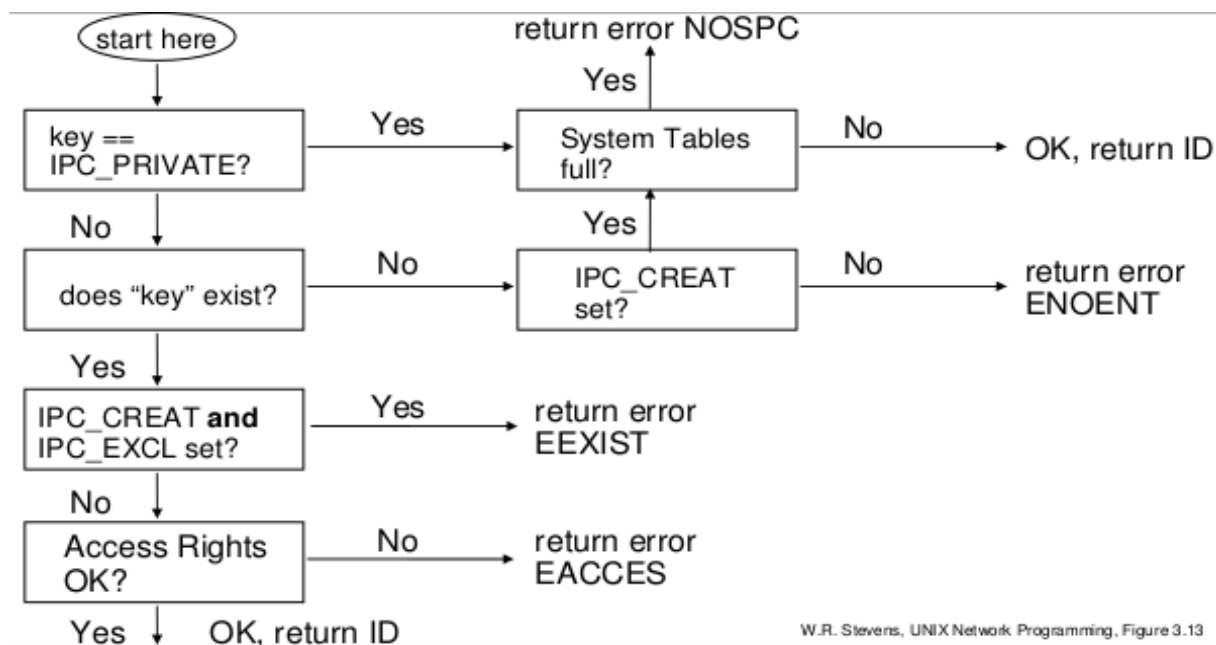 start here
return error NOSPC
Yes
key ==
IPC_PRIVATE?
Yes
System Tables
full?
No
OK, return ID
No
Yes
does “key” exist?
No
IPC_CREAT
set?
No
return error
ENOENT
Yes
IPC_CREAT and
IPC_EXCL set?
Yes
return error
EEXIST
No
Access Rights
OK?
No
return error
EACCES
Yes
OK, return ID
W.R. Stevens, UNIX Network Programming, Figure 3.13